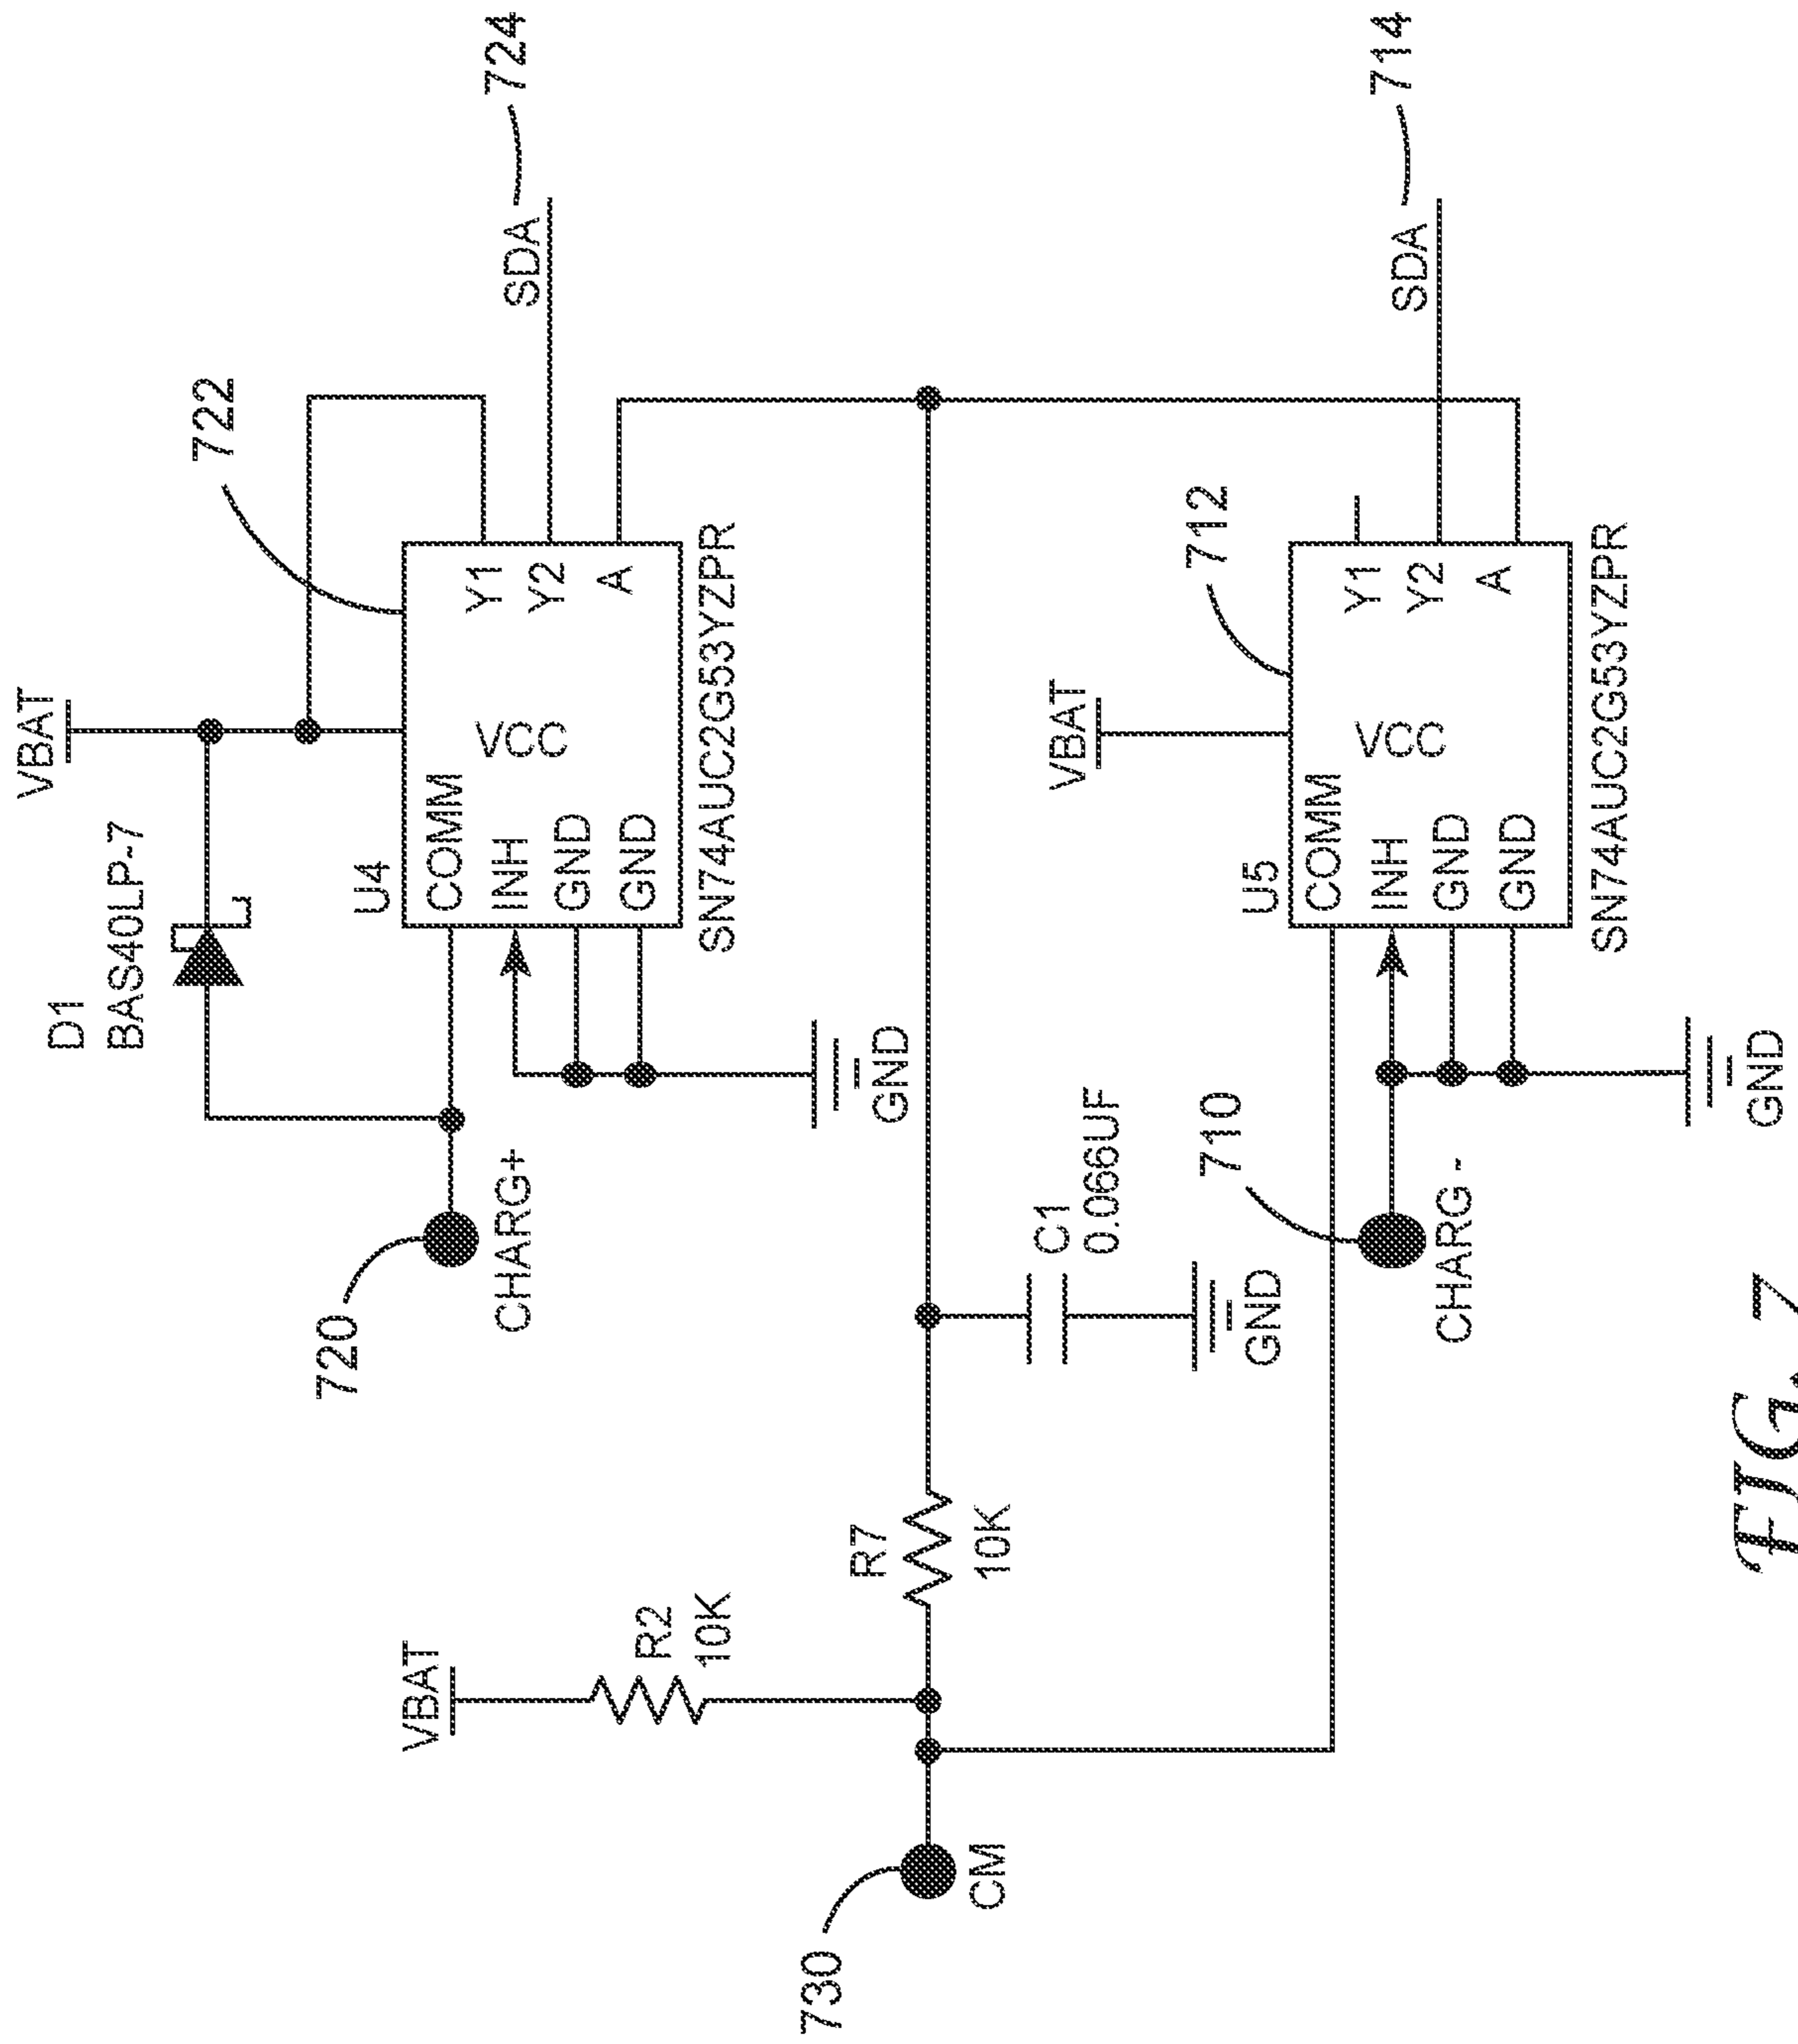 VBAT
D1
BAS40LP-7
722
724
SDA
U4
COMM
INH
GND
GND
VCC
Y1
Y2
A
SN74AUC2G53YZPR
720
CHARG+
GND
VBAT
R2
10K
R7
10K
730
CM
C1
0.066UF
GND
VBAT
712
714
SDA
U5
COMM
INH
GND
GND
VCC
Y1
Y2
A
SN74AUC2G53YZPR
710
CHARG -
GND
FIG. 7